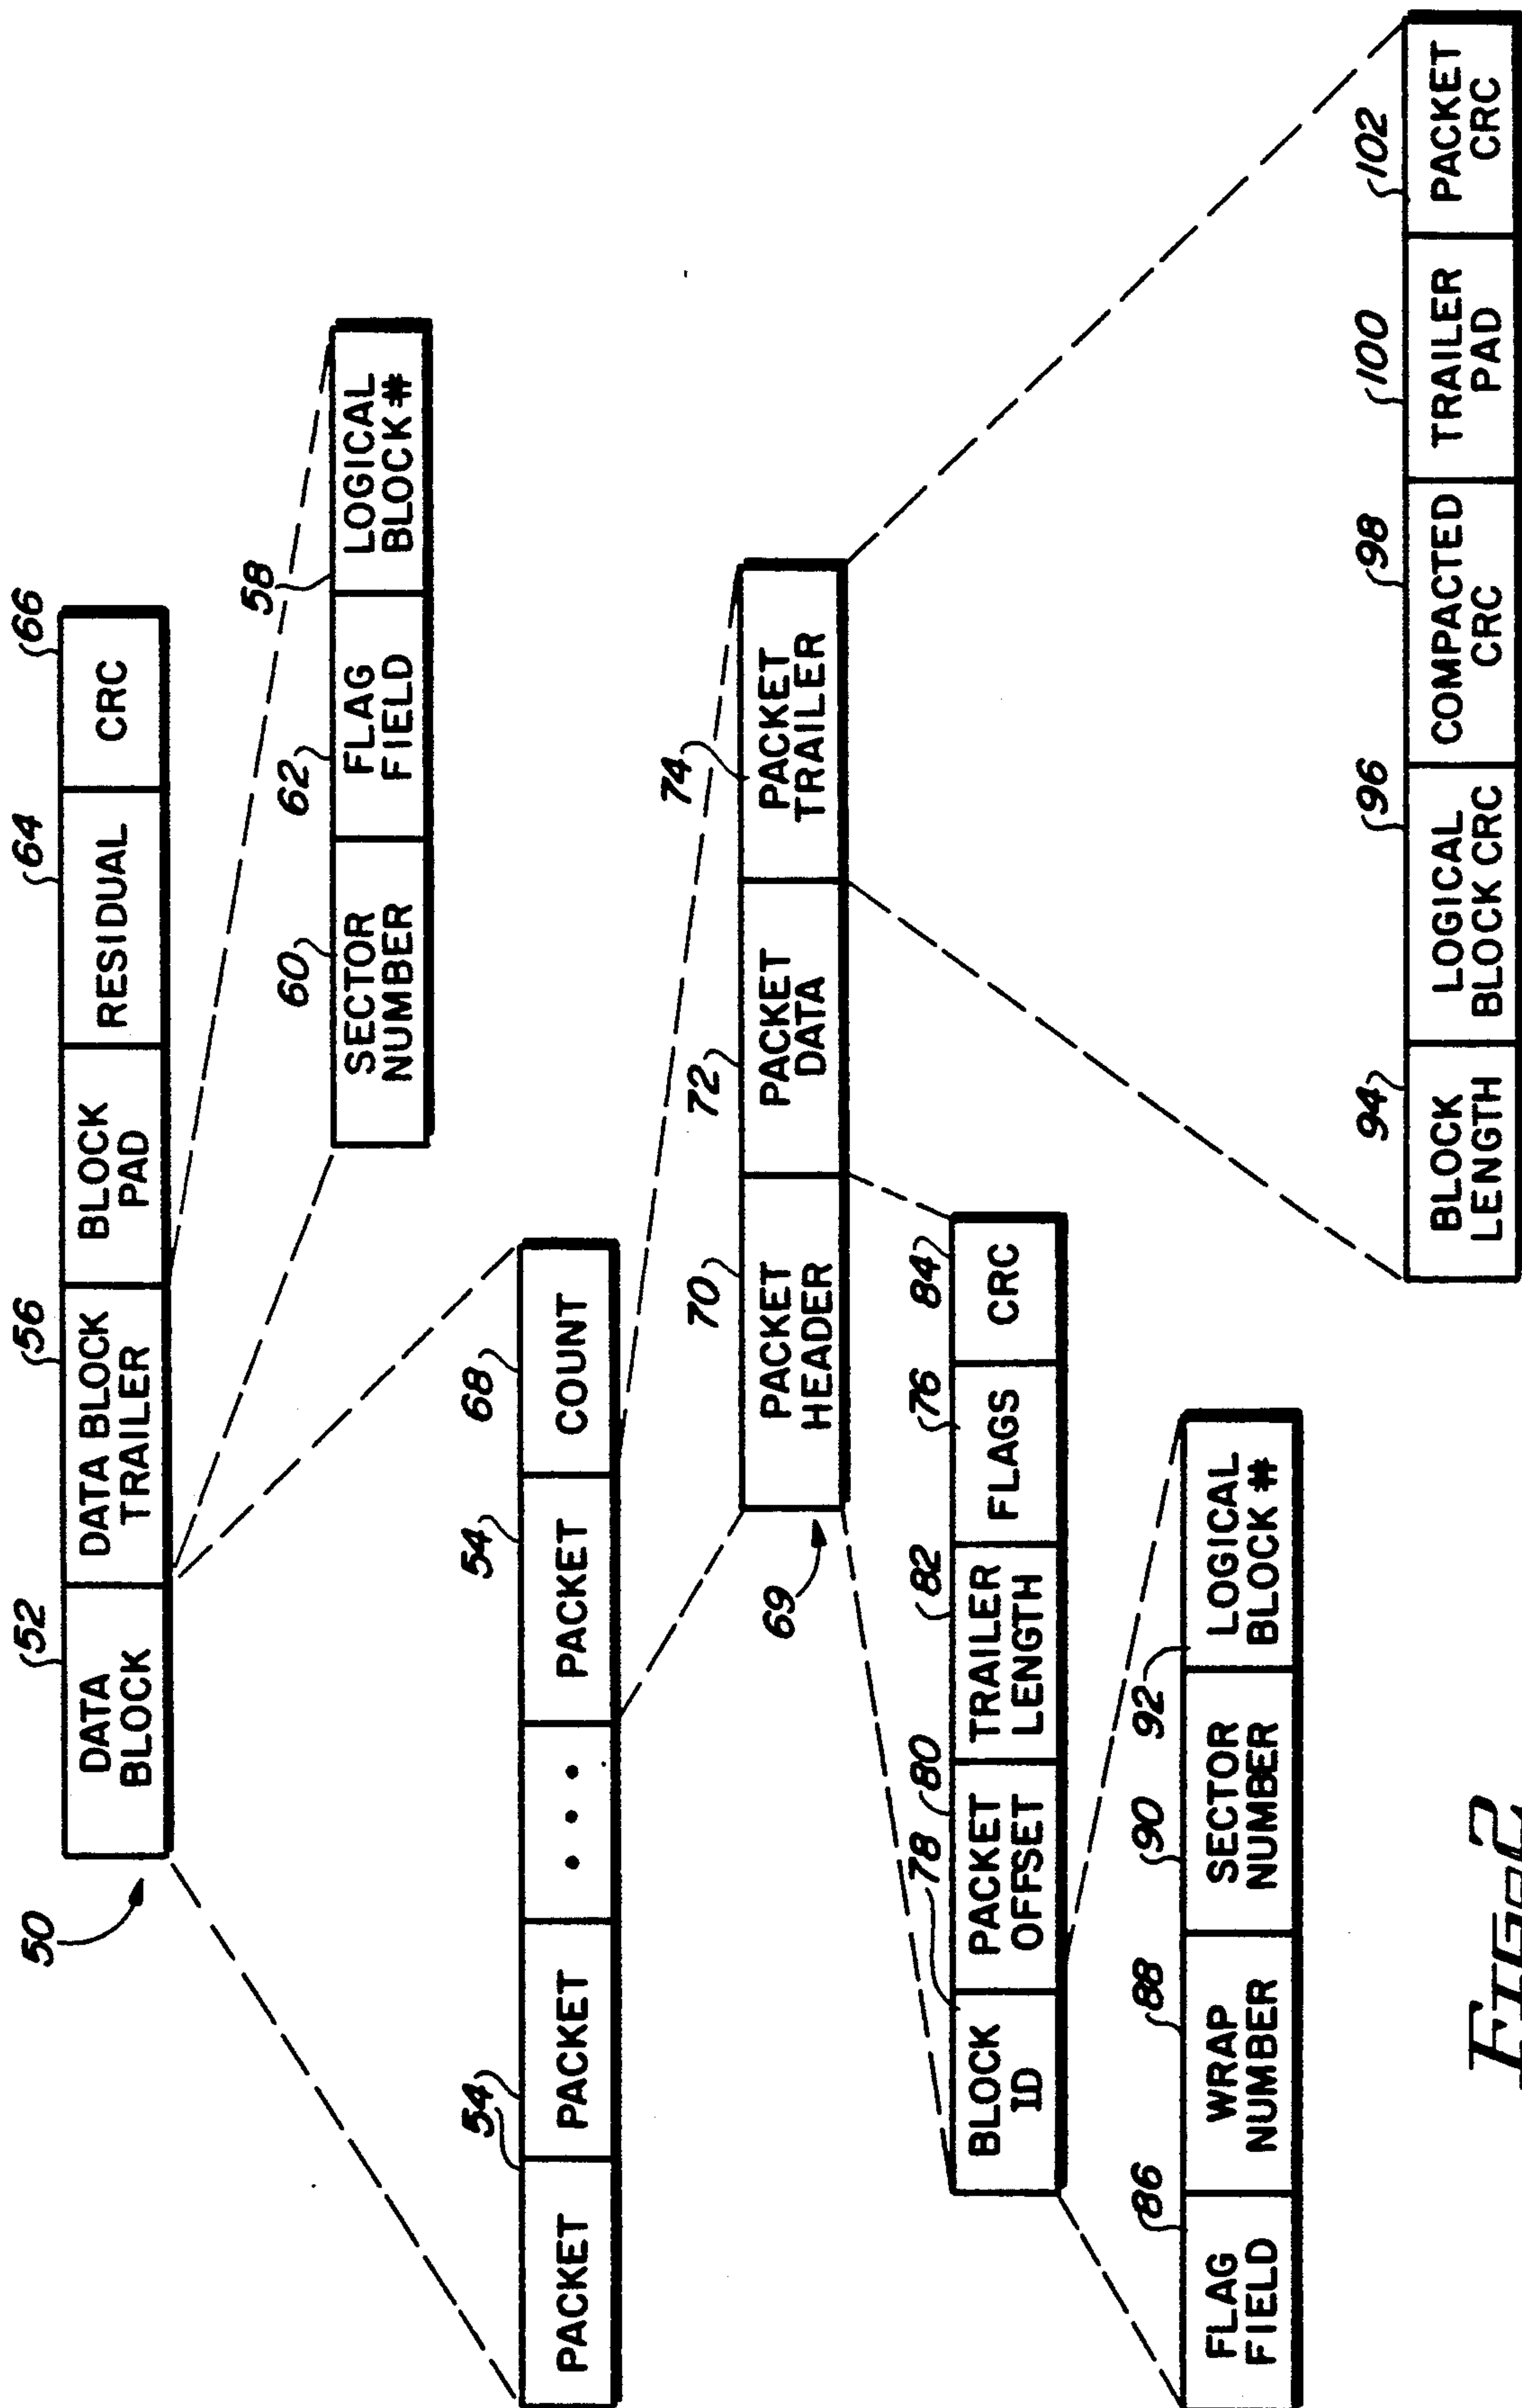 52
56
64
66
DATA
BLOCK
DATA BLOCK
TRAILER
BLOCK
PAD
RESIDUAL
CRC
50
60
62
58
SECTOR
NUMBER
FLAG
FIELD
LOGICAL
BLOCK #
54
54
68
PACKET
PACKET
• • •
PACKET
COUNT
70
72
74
PACKET
HEADER
PACKET
DATA
PACKET
TRAILER
69
78
80
82
76
84
BLOCK
ID
PACKET
OFFSET
TRAILER
LENGTH
FLAGS
CRC
86
88
90
92
FLAG
FIELD
WRAP
NUMBER
SECTOR
NUMBER
LOGICAL
BLOCK #
94
96
98
100
102
BLOCK
LENGTH
LOGICAL
BLOCK CRC
COMPACTED
CRC
TRAILER
PAD
PACKET
CRC
FIG. 2